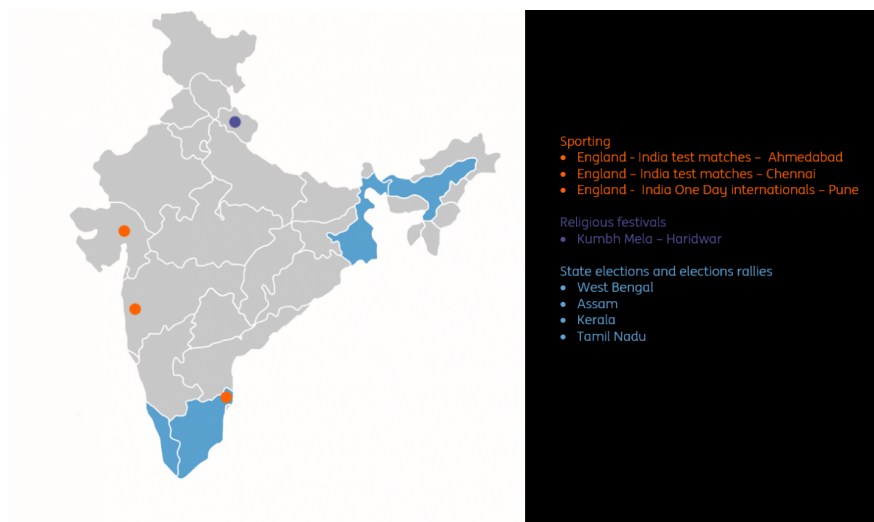 Sporting
• England - India test matches – Ahmedabad
• England – India test matches – Chennai
• England - India One Day internationals – Pune
Religious festivals
• Kumbh Mela – Haridwar
State elections and elections rallies
• West Bengal
• Assam
• Kerala
• Tamil Nadu